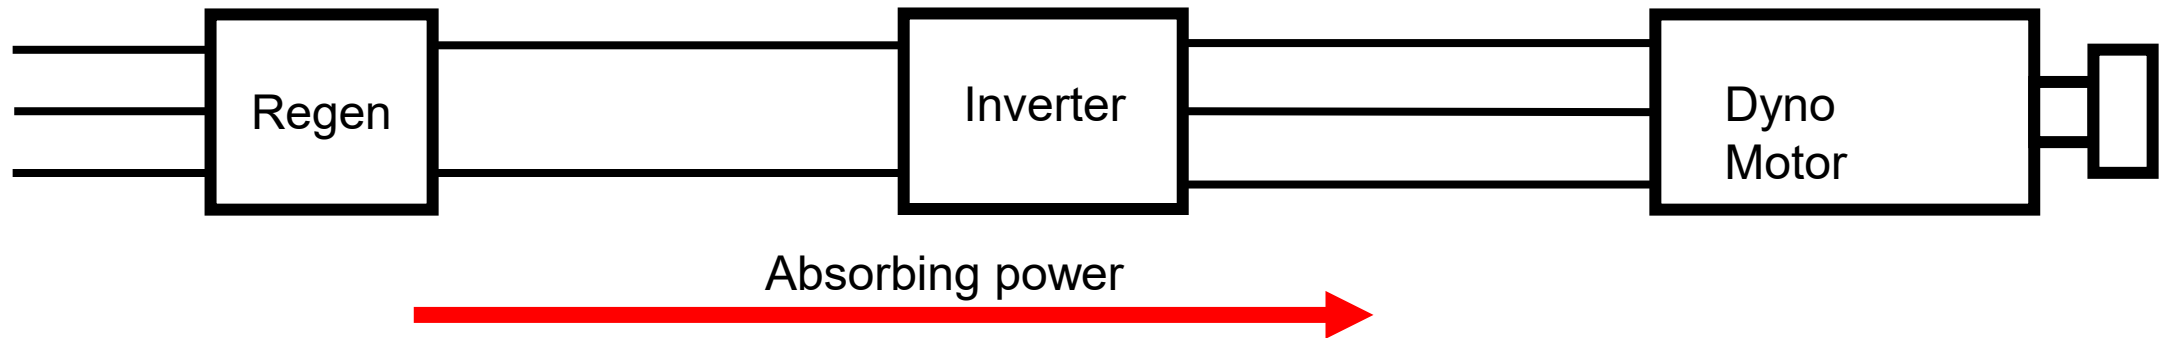 Regen
Inverter
Dyno
Motor
Absorbing power